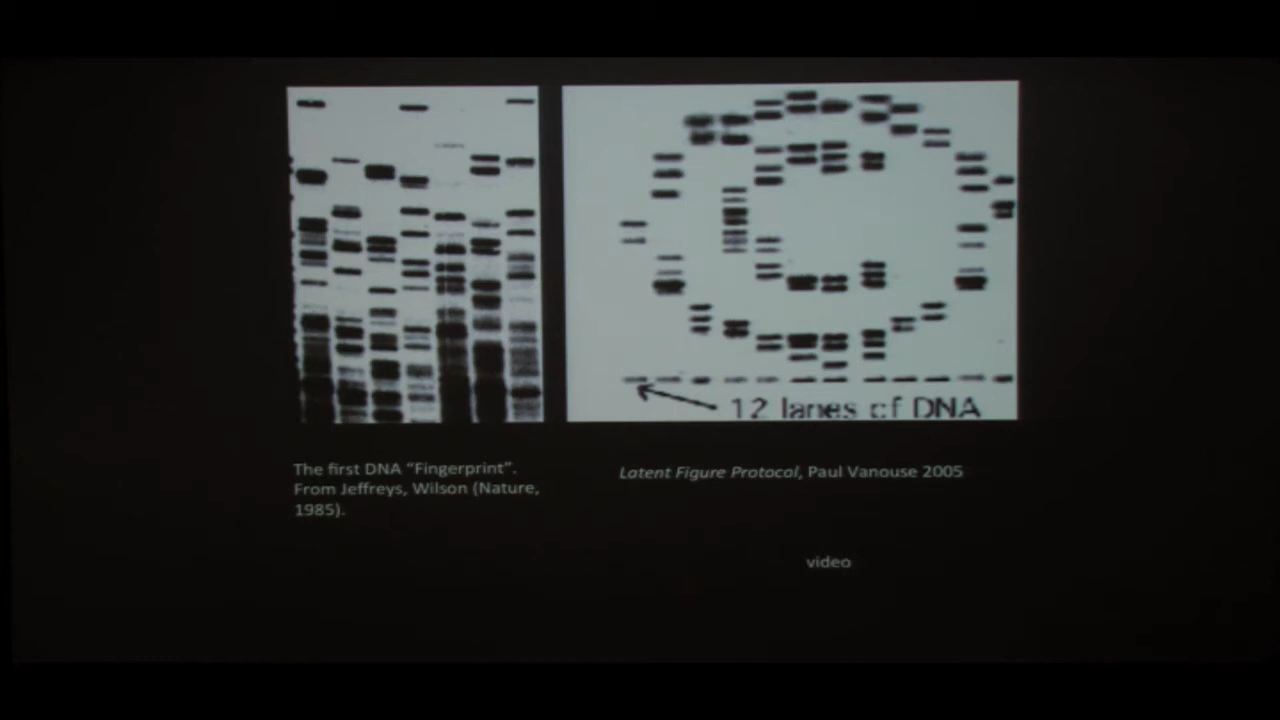 12 lanes of DNA
The first DNA “Fingerprint”.
From Jeffreys, Wilson (Nature,
1985).
Latent Figure Protocol, Paul Vanouse 2005
video